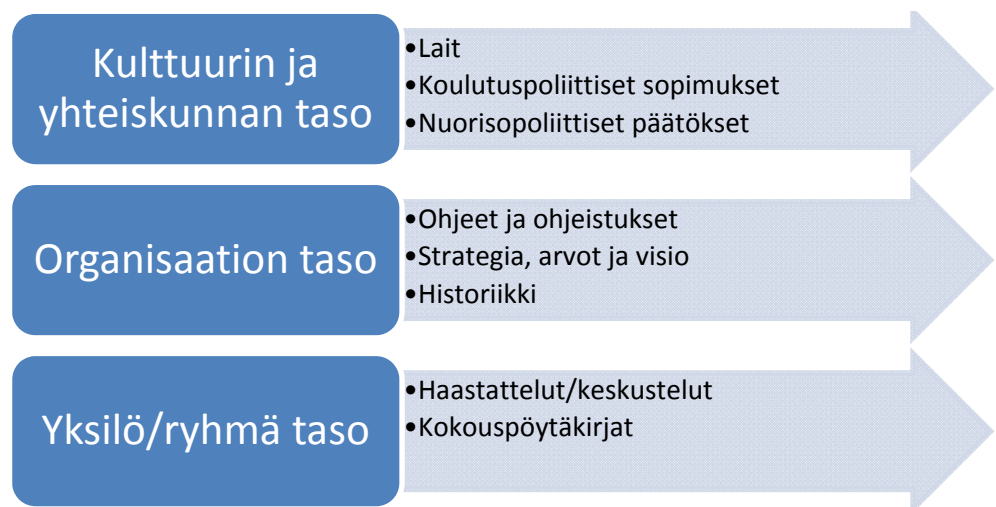 Kulttuurin ja
yhteiskunnan taso
•Lait
•Koulutuspoliittiset sopimukset
•Nuorisopoliittiset päätökset
Organisaation taso
•Ohjeet ja ohjeistukset
•Strategia, arvot ja visio
•Historiikki
Yksilö/ryhmä taso
•Haastattelut/keskustelut
•Kokouspöytäkirjat